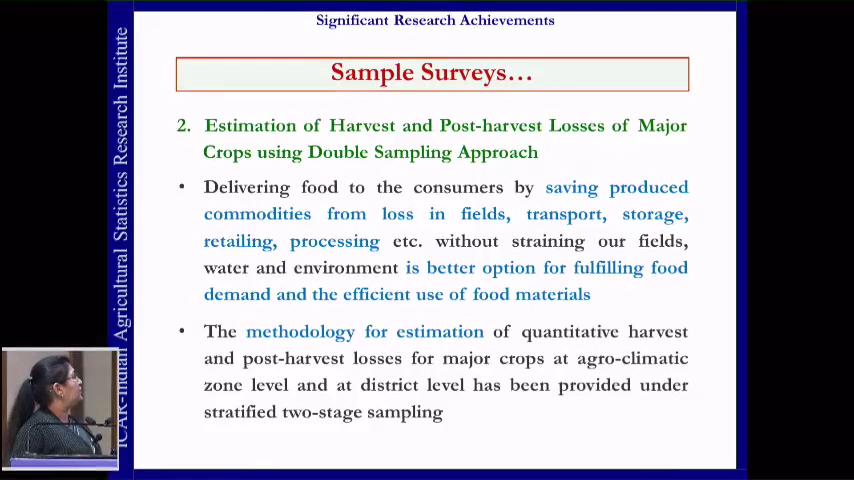 Significant Research Achievements
Sample Surveys…
2. Estimation of Harvest and Post-harvest Losses of Major
Crops using Double Sampling Approach
• Delivering food to the consumers by saving produced
commodities from loss in fields, transport, storage,
retailing, processing etc. without straining our fields,
water and environment is better option for fulfilling food
demand and the efficient use of food materials
• The methodology for estimation of quantitative harvest
and post-harvest losses for major crops at agro-climatic
zone level and at district level has been provided under
stratified two-stage sampling
ICAR-Indian Agricultural Statistics Research Institute